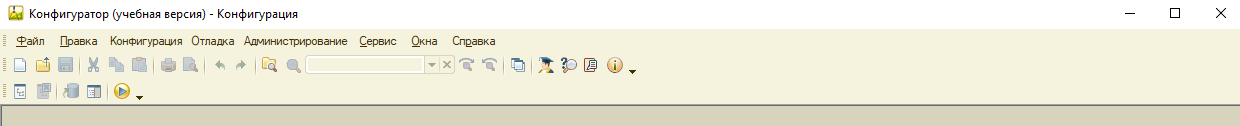 Конфигуратор (учебная версия) - Конфигурация
Файл Правка Конфигурация Отладка Администрирование Сервис Окна Справка